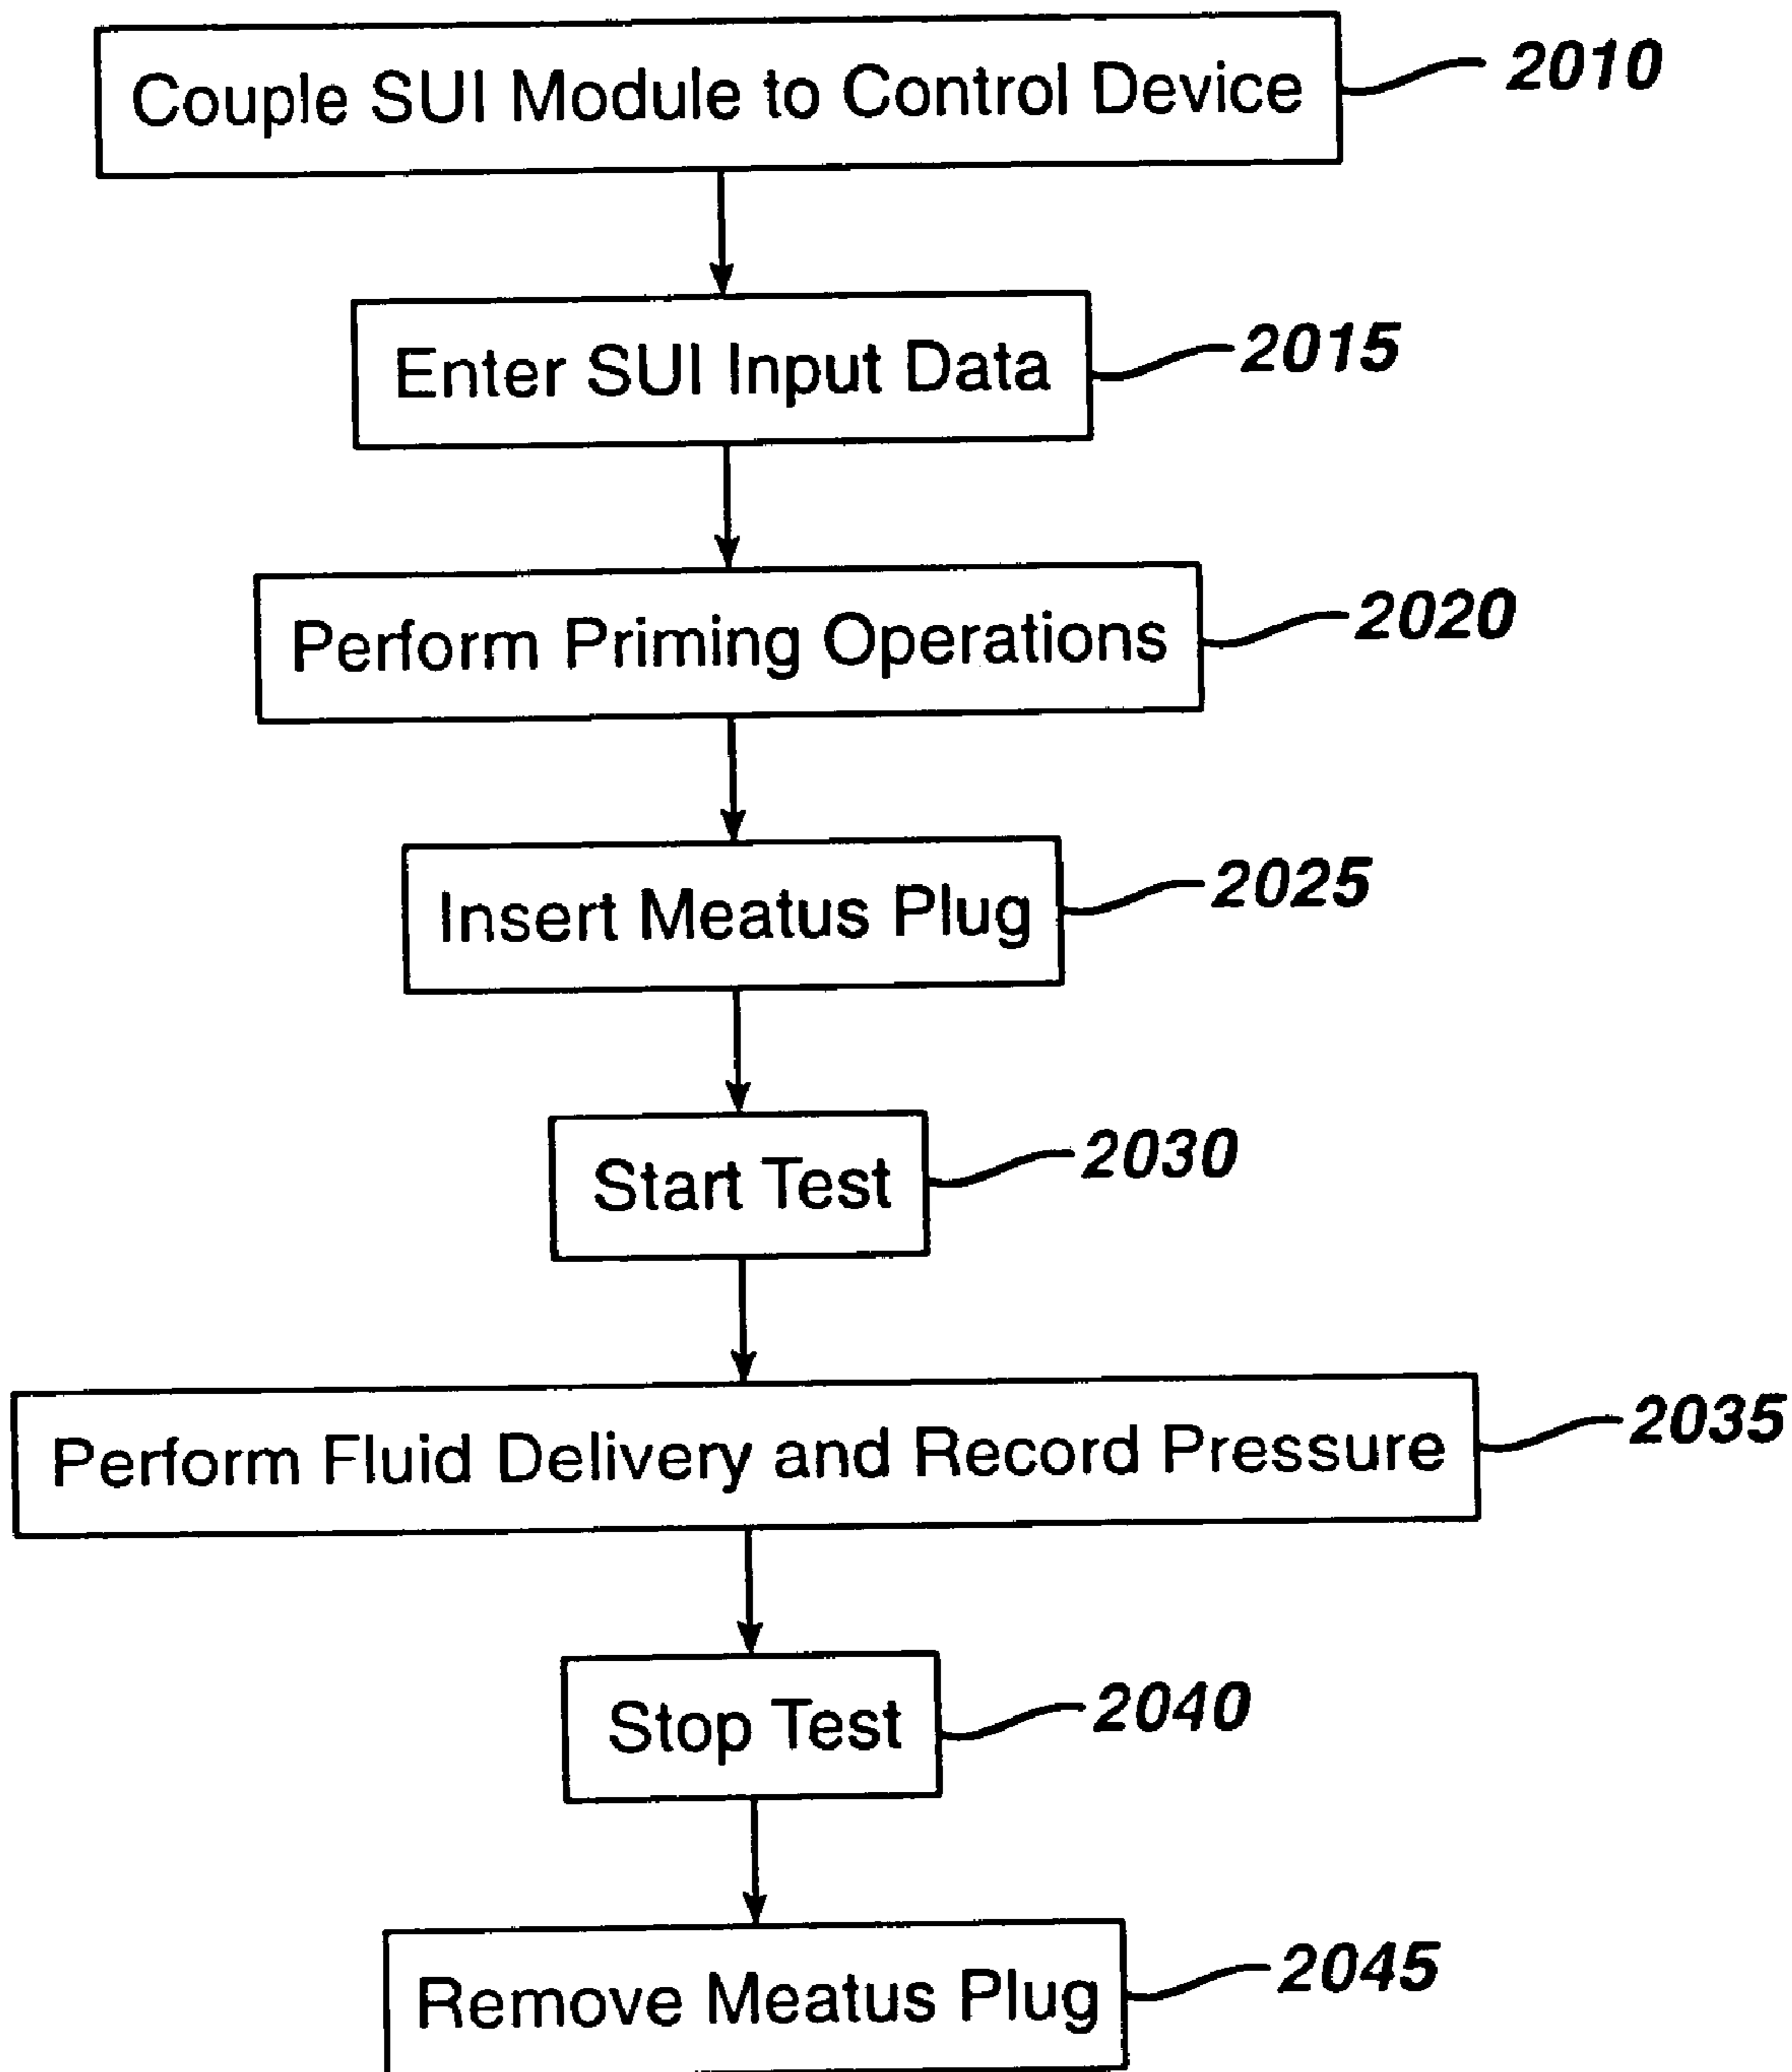 Couple SUI Module to Control Device 2010
Enter SUI Input Data 2015
Perform Priming Operations 2020
Insert Meatus Plug 2025
Start Test 2030
Perform Fluid Delivery and Record Pressure 2035
Stop Test 2040
Remove Meatus Plug 2045